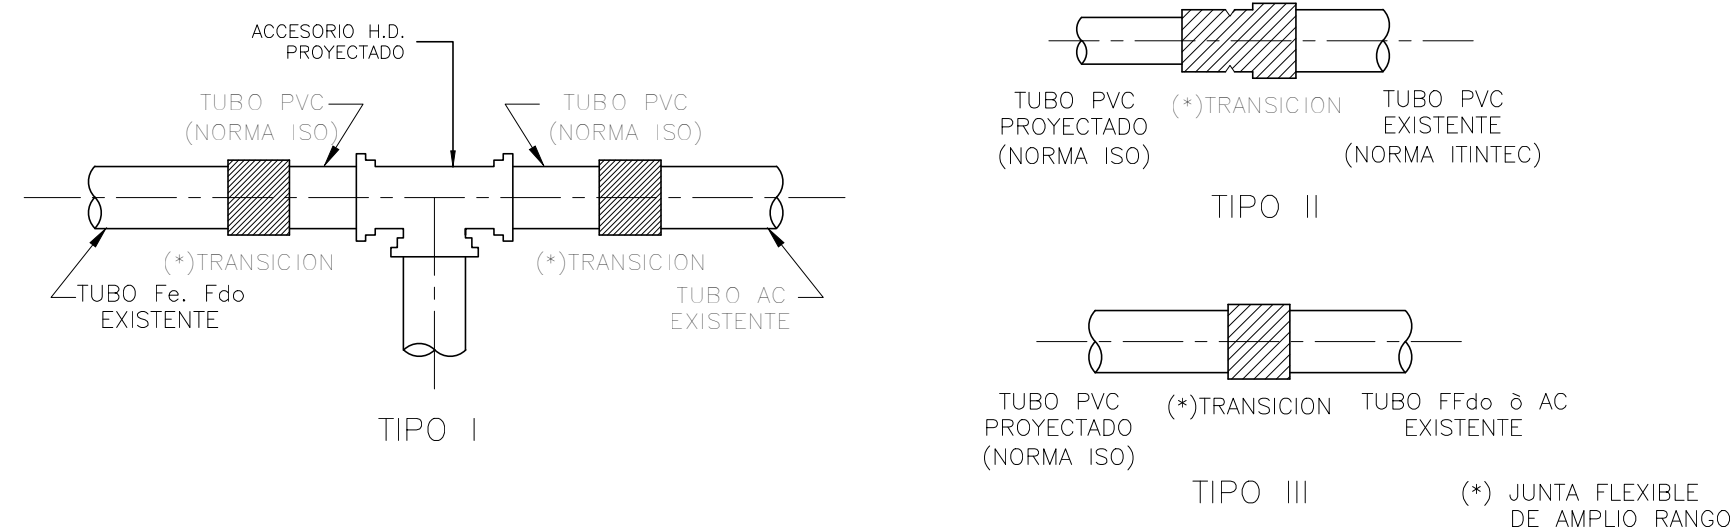 ACCESORIO H.D.
PROYECTADO
TUBO PVC
(NORMA ISO)
TUBO PVC
(NORMA ISO)
(*)TRANSICION
(*)TRANSICION
TUBO Fe. Fdo
EXISTENTE
TUBO AC
EXISTENTE
TIPO I
TUBO PVC
PROYECTADO
(NORMA ISO)
(*)TRANSICION
TUBO PVC
EXISTENTE
(NORMA ITINTEC)
TIPO II
TUBO PVC
PROYECTADO
(NORMA ISO)
(*)TRANSICION
TUBO FFdo ò AC
EXISTENTE
TIPO III
(*) JUNTA FLEXIBLE
DE AMPLIO RANGO